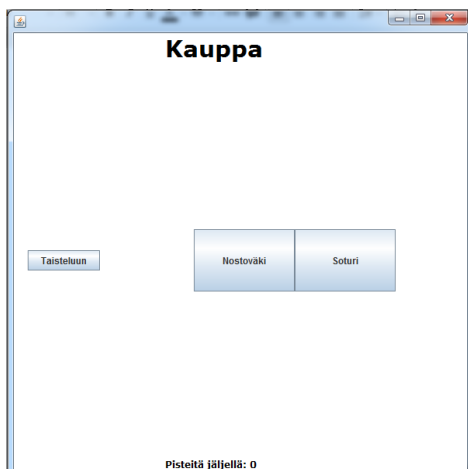 Kauppa
Taisteluun
Nostoväki
Soturi
Pisteitä jäljellä: 0